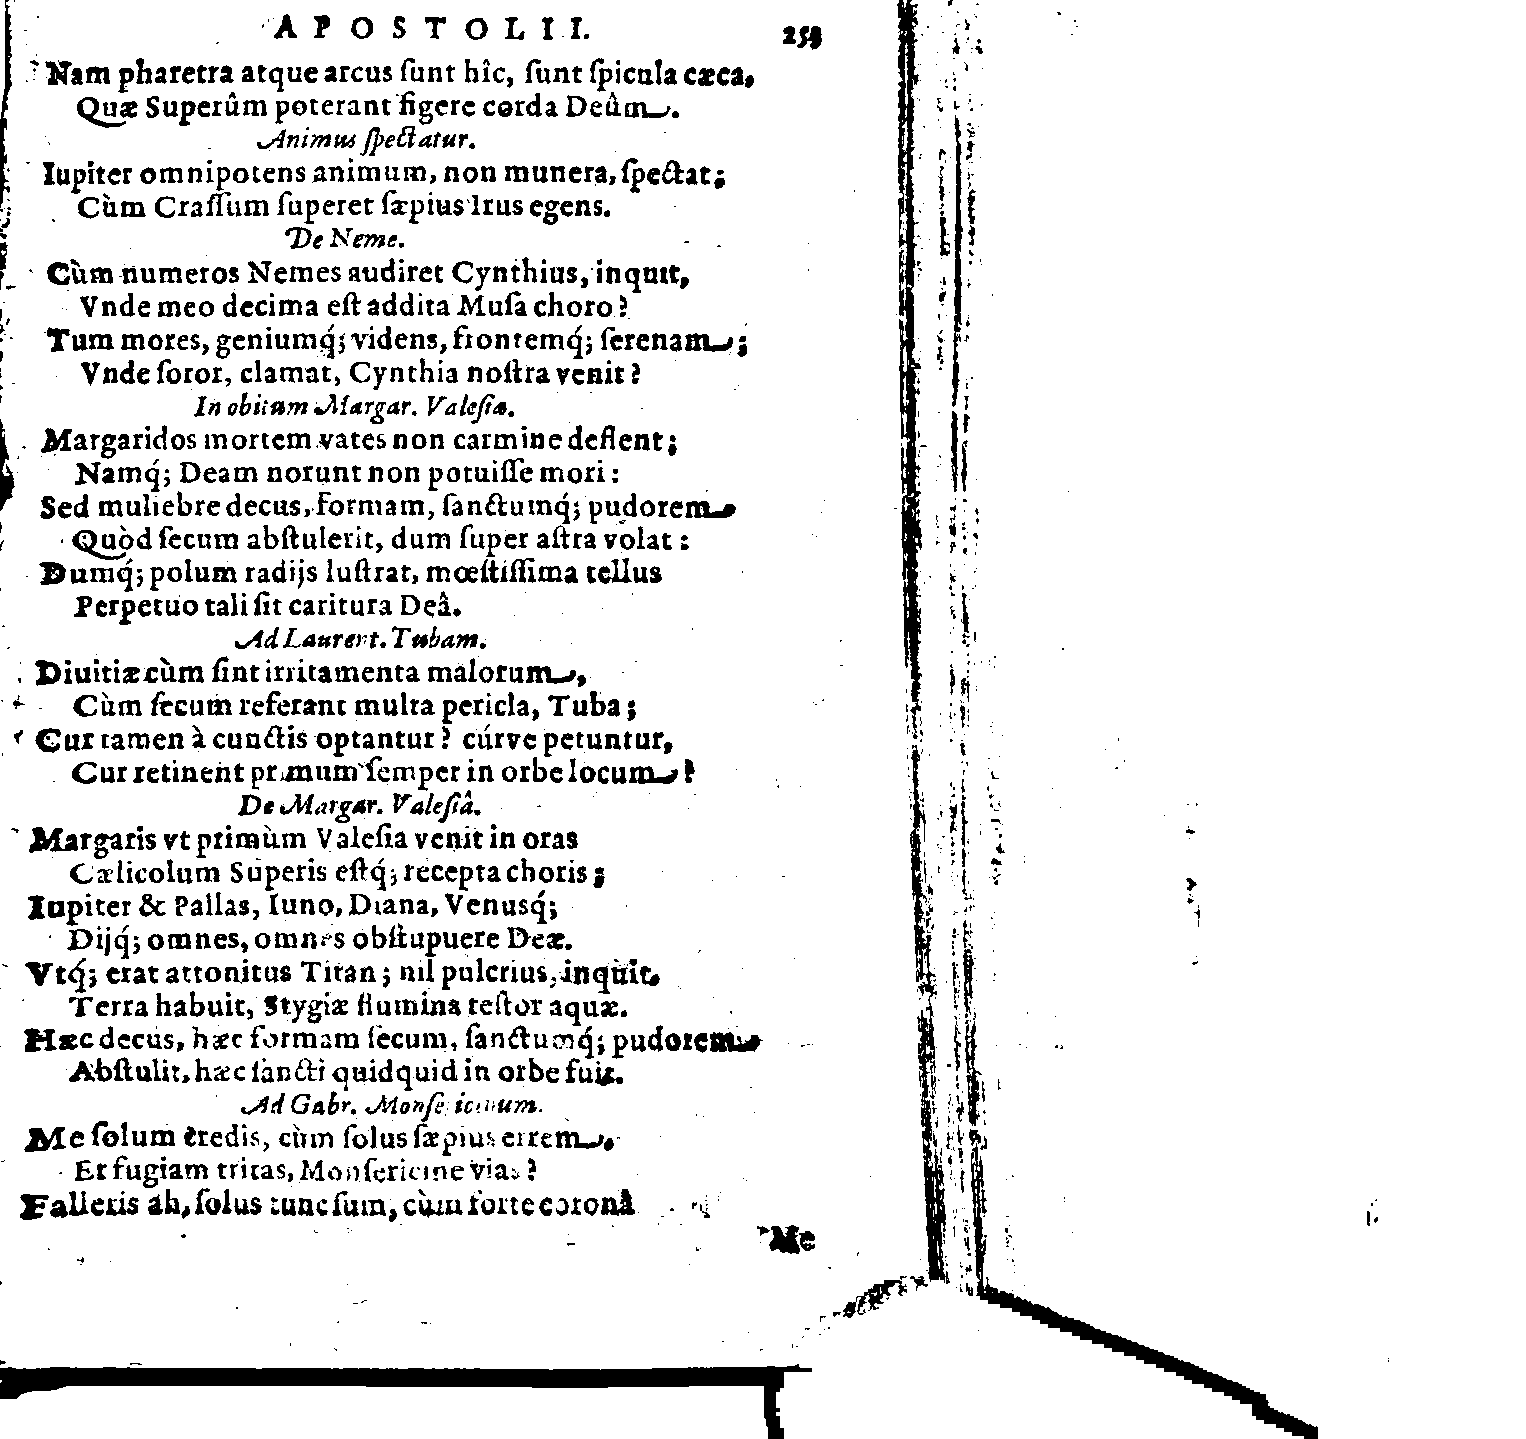 APOSTOLII. 253
Nam pharetra atque arcus ſunt hîc, ſunt ſpicula cæca,
Quæ Superûm poterant figere corda Deûm.
Animus ſpectatur.
Iupiter omnipotens animum, non munera, ſpectat;
Cùm Craſſum ſuperet ſæpius Irus egens.
De Neme.
Cùm numeros Nemes audiret Cynthius, inquit,
Vnde meo decima eſt addita Muſa choro?
Tum mores, geniumq́; videns, frontemq́; ſerenam;
Vnde ſoror, clamat, Cynthia noſtra venit?
In obitum Margar. Valeſiæ.
Margaridos mortem vates non carmine deflent;
Namq́; Deam norunt non potuiſſe mori:
Sed muliebre decus, formam, ſanctumq́; pudorem
Quòd ſecum abſtulerit, dum ſuper aſtra volat:
Dumq́; polum radijs luſtrat, mœſtiſſima tellus
Perpetuo tali ſit caritura Deâ.
Ad Laurent. Tubam.
Diuitiæ cùm ſint irritamenta malorum,
Cùm ſecum referant multa pericla, Tuba;
Cur tamen à cunctis optantur? cúrve petuntur,
Cur retinent primum ſemper in orbe locum?
De Margar. Valeſiâ.
Margaris vt primùm Valeſia venit in oras
Cælicolum Superis eſtq́; recepta choris;
Iupiter & Pallas, Iuno, Diana, Venusq́;
Dijq́; omnes, omnes obſtupuere Deæ.
Vtq́; erat attonitus Titan; nil pulcrius, inquit,
Terra habuit, Stygiæ flumina teſtor aquæ.
Hæc decus, hæc formam ſecum, ſanctumq́; pudorem
Abſtulit, hæc ſancti quidquid in orbe fuit.
Ad Gabr. Monſericinum.
Me ſolum credis, cùm ſolus ſæpius errem,
Et fugiam tritas, Monſericine vias?
Falleris ah, ſolus tunc ſum, cùm forte coronâ
Me